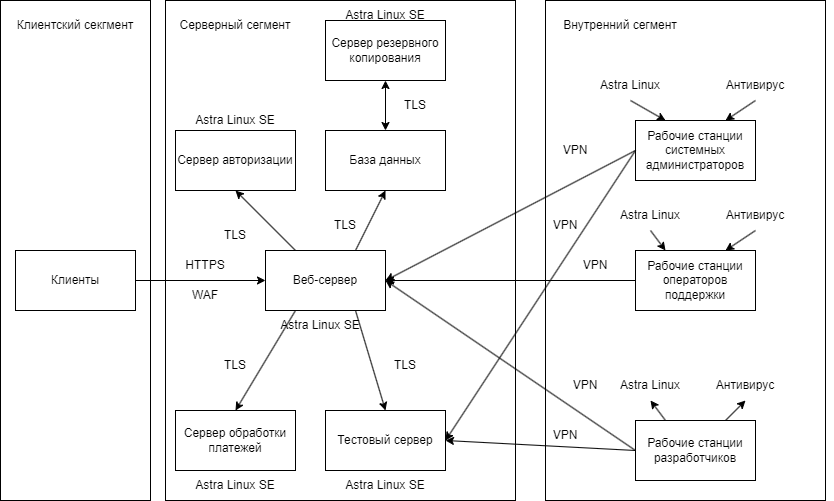 Клиентский секгмент
Серверный сегмент
Внутренний сегмент
Astra Linux SE
Сервер резервного
копирования
TLS
Astra Linux SE
Сервер авторизации
База данных
TLS
TLS
Клиенты
HTTPS
WAF
Веб-сервер
Astra Linux SE
TLS
TLS
Сервер обработки
платежей
Astra Linux SE
Тестовый сервер
Astra Linux SE
VPN
VPN
VPN
VPN
VPN
Astra Linux
Антивирус
Рабочие станции
системных
администраторов
Astra Linux
Антивирус
Рабочие станции
операторов
поддержки
Astra Linux
Антивирус
Рабочие станции
разработчиков